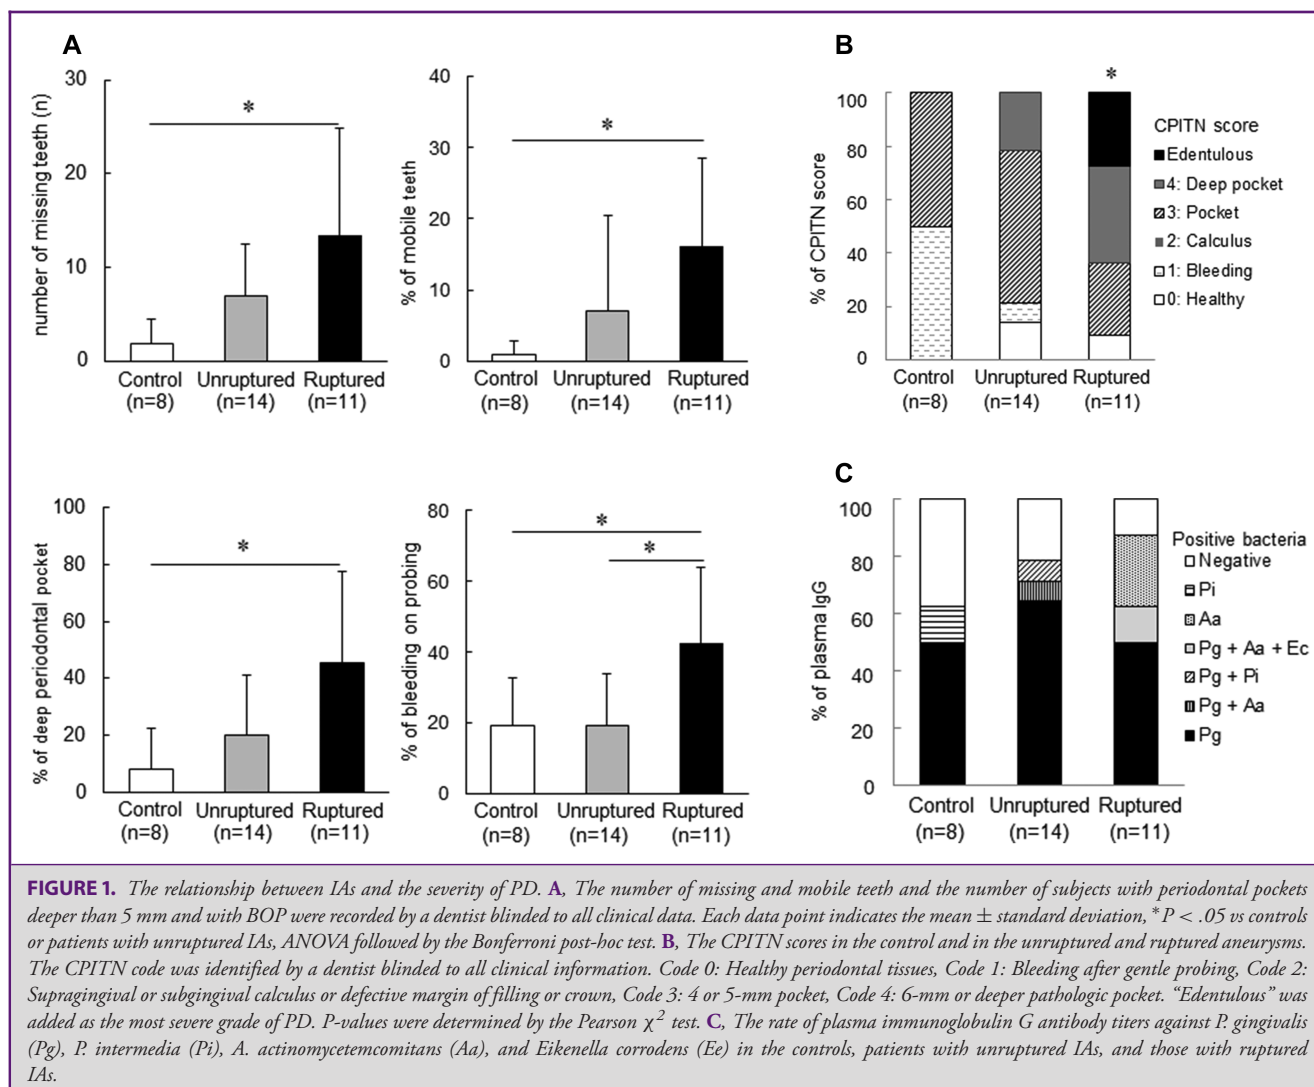 A
number of missing teeth (n)
30
20
10
0
*
Control
(n=8)
Unruptured
(n=14)
Ruptured
(n=11)
% of mobile teeth
40
30
20
10
0
*
Control
(n=8)
Unruptured
(n=14)
Ruptured
(n=11)
% of deep periodontal pocket
100
80
60
40
20
0
*
Control
(n=8)
Unruptured
(n=14)
Ruptured
(n=11)
% of bleeding on probing
80
60
40
20
0
*
*
Control
(n=8)
Unruptured
(n=14)
Ruptured
(n=11)
B
% of CPITN score
100
80
60
40
20
0
*
Control
(n=8)
Unruptured
(n=14)
Ruptured
(n=11)
CPITN score
Edentulous
4: Deep pocket
3: Pocket
2: Calculus
1: Bleeding
0: Healthy
C
% of plasma IgG
100
80
60
40
20
0
Control
(n=8)
Unruptured
(n=14)
Ruptured
(n=11)
Positive bacteria
Negative
Pi
Aa
Pg + Aa + Ec
Pg + Pi
Pg + Aa
Pg
FIGURE 1. The relationship between IAs and the severity of PD. A, The number of missing and mobile teeth and the number of subjects with periodontal pockets
deeper than 5 mm and with BOP were recorded by a dentist blinded to all clinical data. Each data point indicates the mean ± standard deviation, *P < .05 vs controls
or patients with unruptured IAs, ANOVA followed by the Bonferroni post-hoc test. B, The CPITN scores in the control and in the unruptured and ruptured aneurysms.
The CPITN code was identified by a dentist blinded to all clinical information. Code 0: Healthy periodontal tissues, Code 1: Bleeding after gentle probing, Code 2:
Supragingival or subgingival calculus or defective margin of filling or crown, Code 3: 4 or 5-mm pocket, Code 4: 6-mm or deeper pathologic pocket. “Edentulous” was
added as the most severe grade of PD. P-values were determined by the Pearson χ2 test. C, The rate of plasma immunoglobulin G antibody titers against P. gingivalis
(Pg), P. intermedia (Pi), A. actinomycetemcomitans (Aa), and Eikenella corrodens (Ee) in the controls, patients with unruptured IAs, and those with ruptured
IAs.